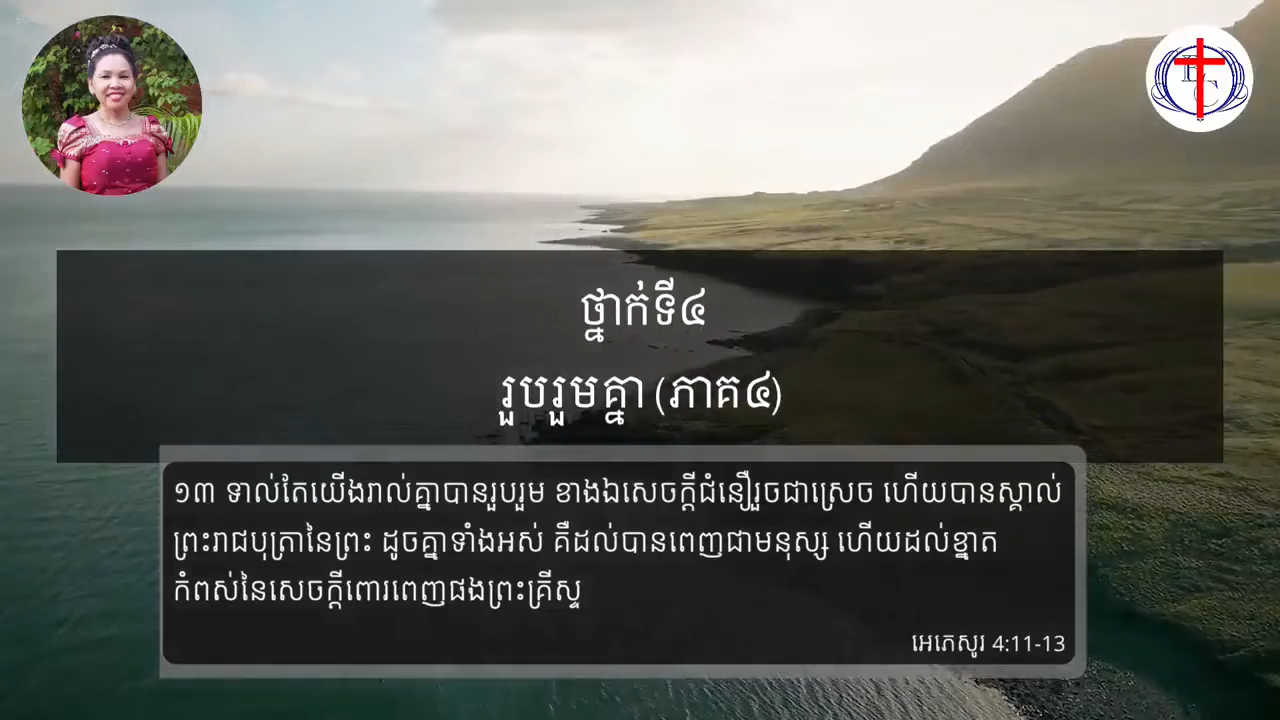 BC
ថ្នាក់ទី៤
រួបរួមគ្នា (ភាគ៤)
១៣ ទាល់តែយើងរាល់គ្នាបានរួបរួម ខាងឯសេចក្ដីជំនឿរួចជាស្រេច ហើយបានស្គាល់
ព្រះរាជបុត្រានៃព្រះ ដូចគ្នាទាំងអស់ គឺដល់បានពេញជាមនុស្ស ហើយដល់ខ្នាត
កំពស់នៃសេចក្ដីពោរពេញផងព្រះគ្រីស្ទ
អេភេសូរ 4:11-13